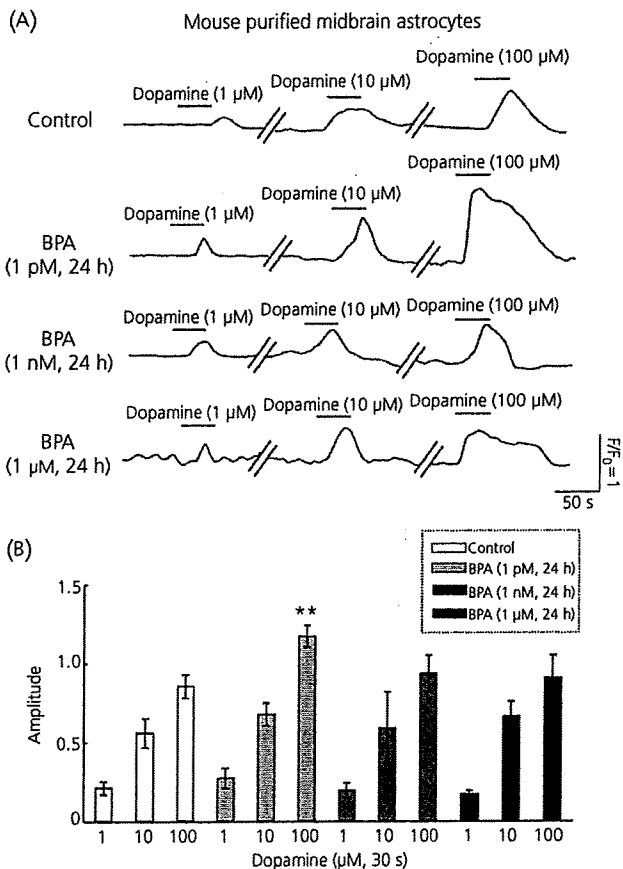 (A)
Mouse purified midbrain astrocytes
Control
Dopamine (1 µM)
Dopamine (10 µM)
Dopamine (100 µM)
BPA
(1 pM, 24 h)
Dopamine (1 µM)
Dopamine (10 µM)
Dopamine (100 µM)
BPA
(1 nM, 24 h)
Dopamine (1 µM)
Dopamine (10 µM)
Dopamine (100 µM)
BPA
(1 µM, 24 h)
Dopamine (1 µM)
Dopamine (10 µM)
Dopamine (100 µM)
F/F₀ = 1
50 s
(B)
Control
BPA (1 pM, 24 h)
BPA (1 nM, 24 h)
BPA (1 µM, 24 h)
Amplitude
1.5
1.0
0.5
0
**
1 10 100 1 10 100 1 10 100 1 10 100
Dopamine (µM, 30 s)